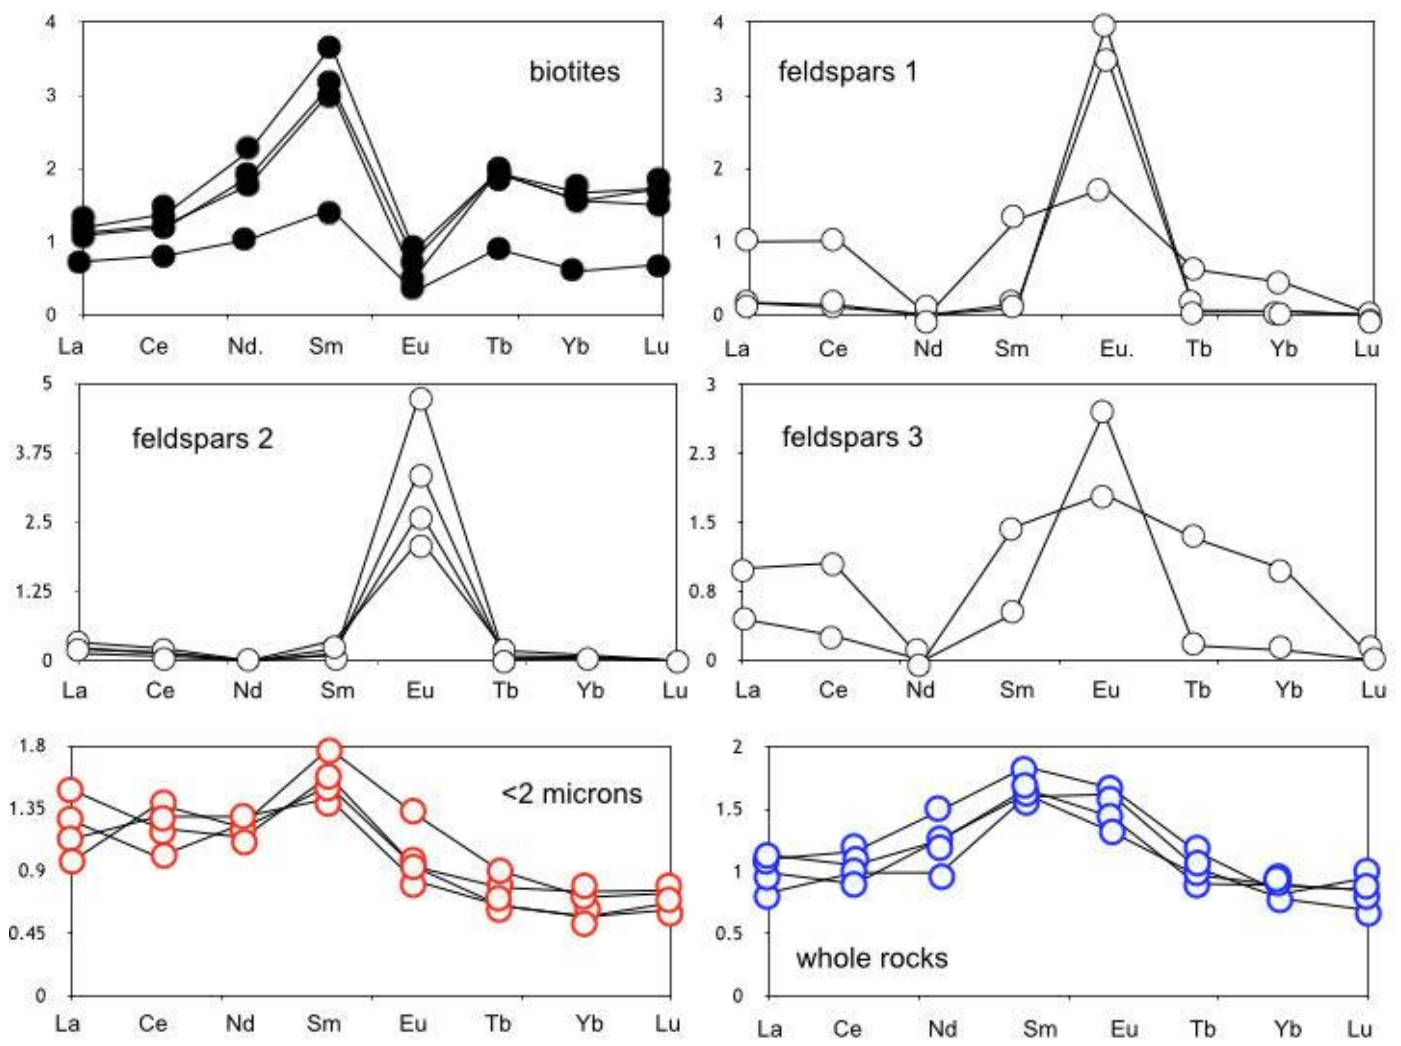 4
3
2
1
0
biotites
La Ce Nd. Sm Eu Tb Yb Lu
4
3
2
1
0
feldspars 1
La Ce Nd Sm Eu. Tb Yb Lu
5
3.75
2.5
1.25
0
feldspars 2
La Ce Nd Sm Eu Tb Yb Lu
3
2.3
1.5
0.8
0
feldspars 3
La Ce Nd Sm Eu Tb Yb Lu
1.8
1.35
0.9
0.45
0
<2 microns
La Ce Nd Sm Eu Tb Yb Lu
2
1.5
1
0.5
0
whole rocks
La Ce Nd Sm Eu Tb Yb Lu